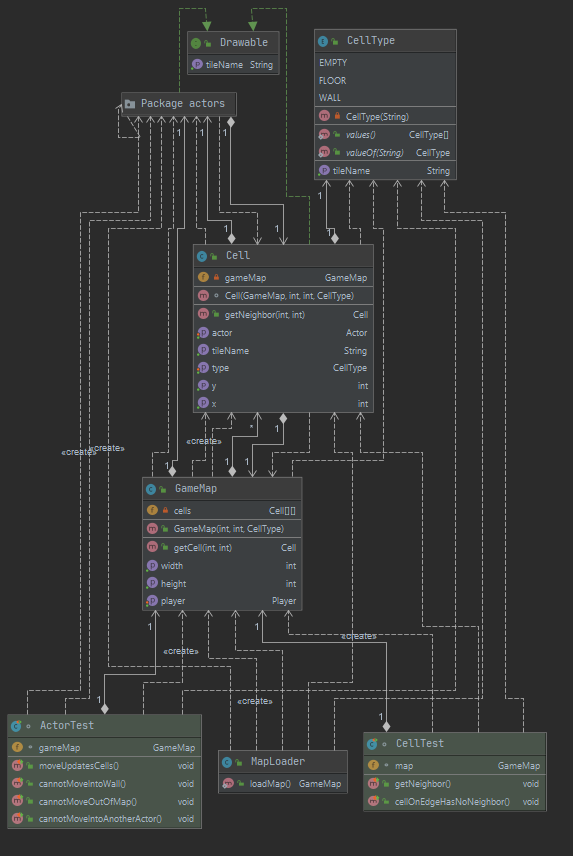 Drawable
tileName String
CellType
EMPTY
FLOOR
WALL
CellType(String)
values() CellType[]
valueOf(String) CellType
tileName String
Package actors
1
1
1
1
1
1
1
1
Cell
gameMap GameMap
Cell(GameMap, int, int, CellType)
getNeighbor(int, int) Cell
actor Actor
tileName String
type CellType
y int
x int
«create»
«create»
«create»
*
1
1
1
1
GameMap
cells Cell[][]
GameMap(int, int, CellType)
getCell(int, int) Cell
width int
height int
player Player
1
1
«create»
«create»
«create»
1
1
ActorTest
gameMap GameMap
moveUpdatesCells() void
cannotMoveIntoWall() void
cannotMoveOutOfMap() void
cannotMoveIntoAnotherActor() void
MapLoader
loadMap() GameMap
CellTest
map GameMap
getNeighbor() void
cellOnEdgeHasNoNeighbor() void